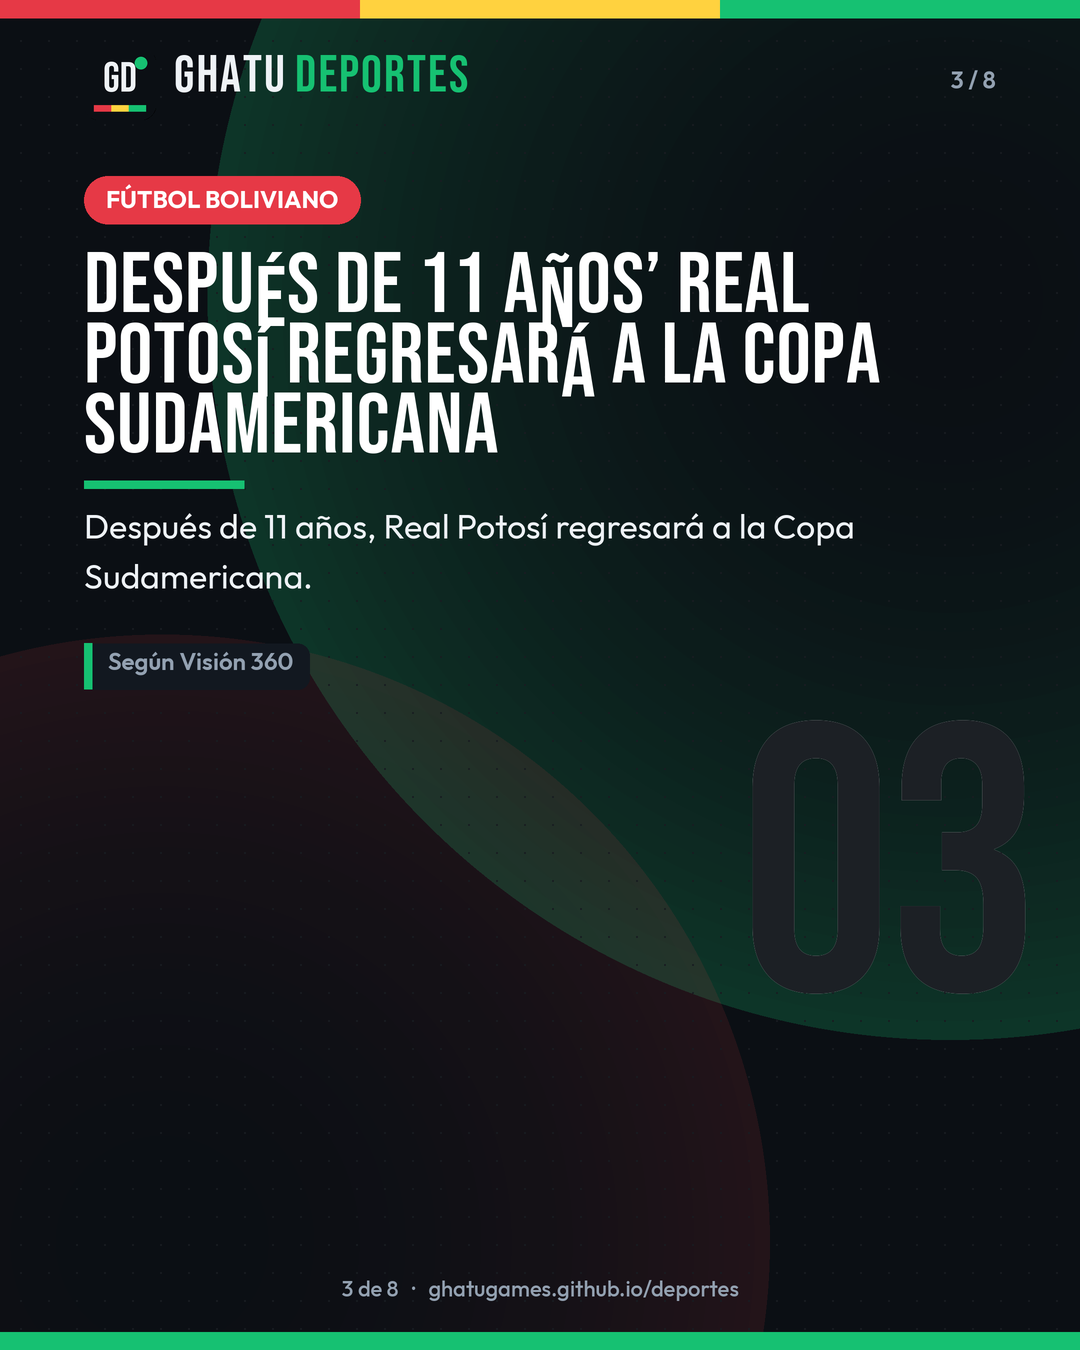 GD GHATU DEPORTES
3 / 8
FÚTBOL BOLIVIANO
DESPUÉS DE 11 AÑOS’ REAL
POTOSÍ REGRESARÁ A LA COPA
SUDAMERICANA
Después de 11 años, Real Potosí regresará a la Copa
Sudamericana.
Según Visión 360
03
3 de 8 · ghatugames.github.io/deportes